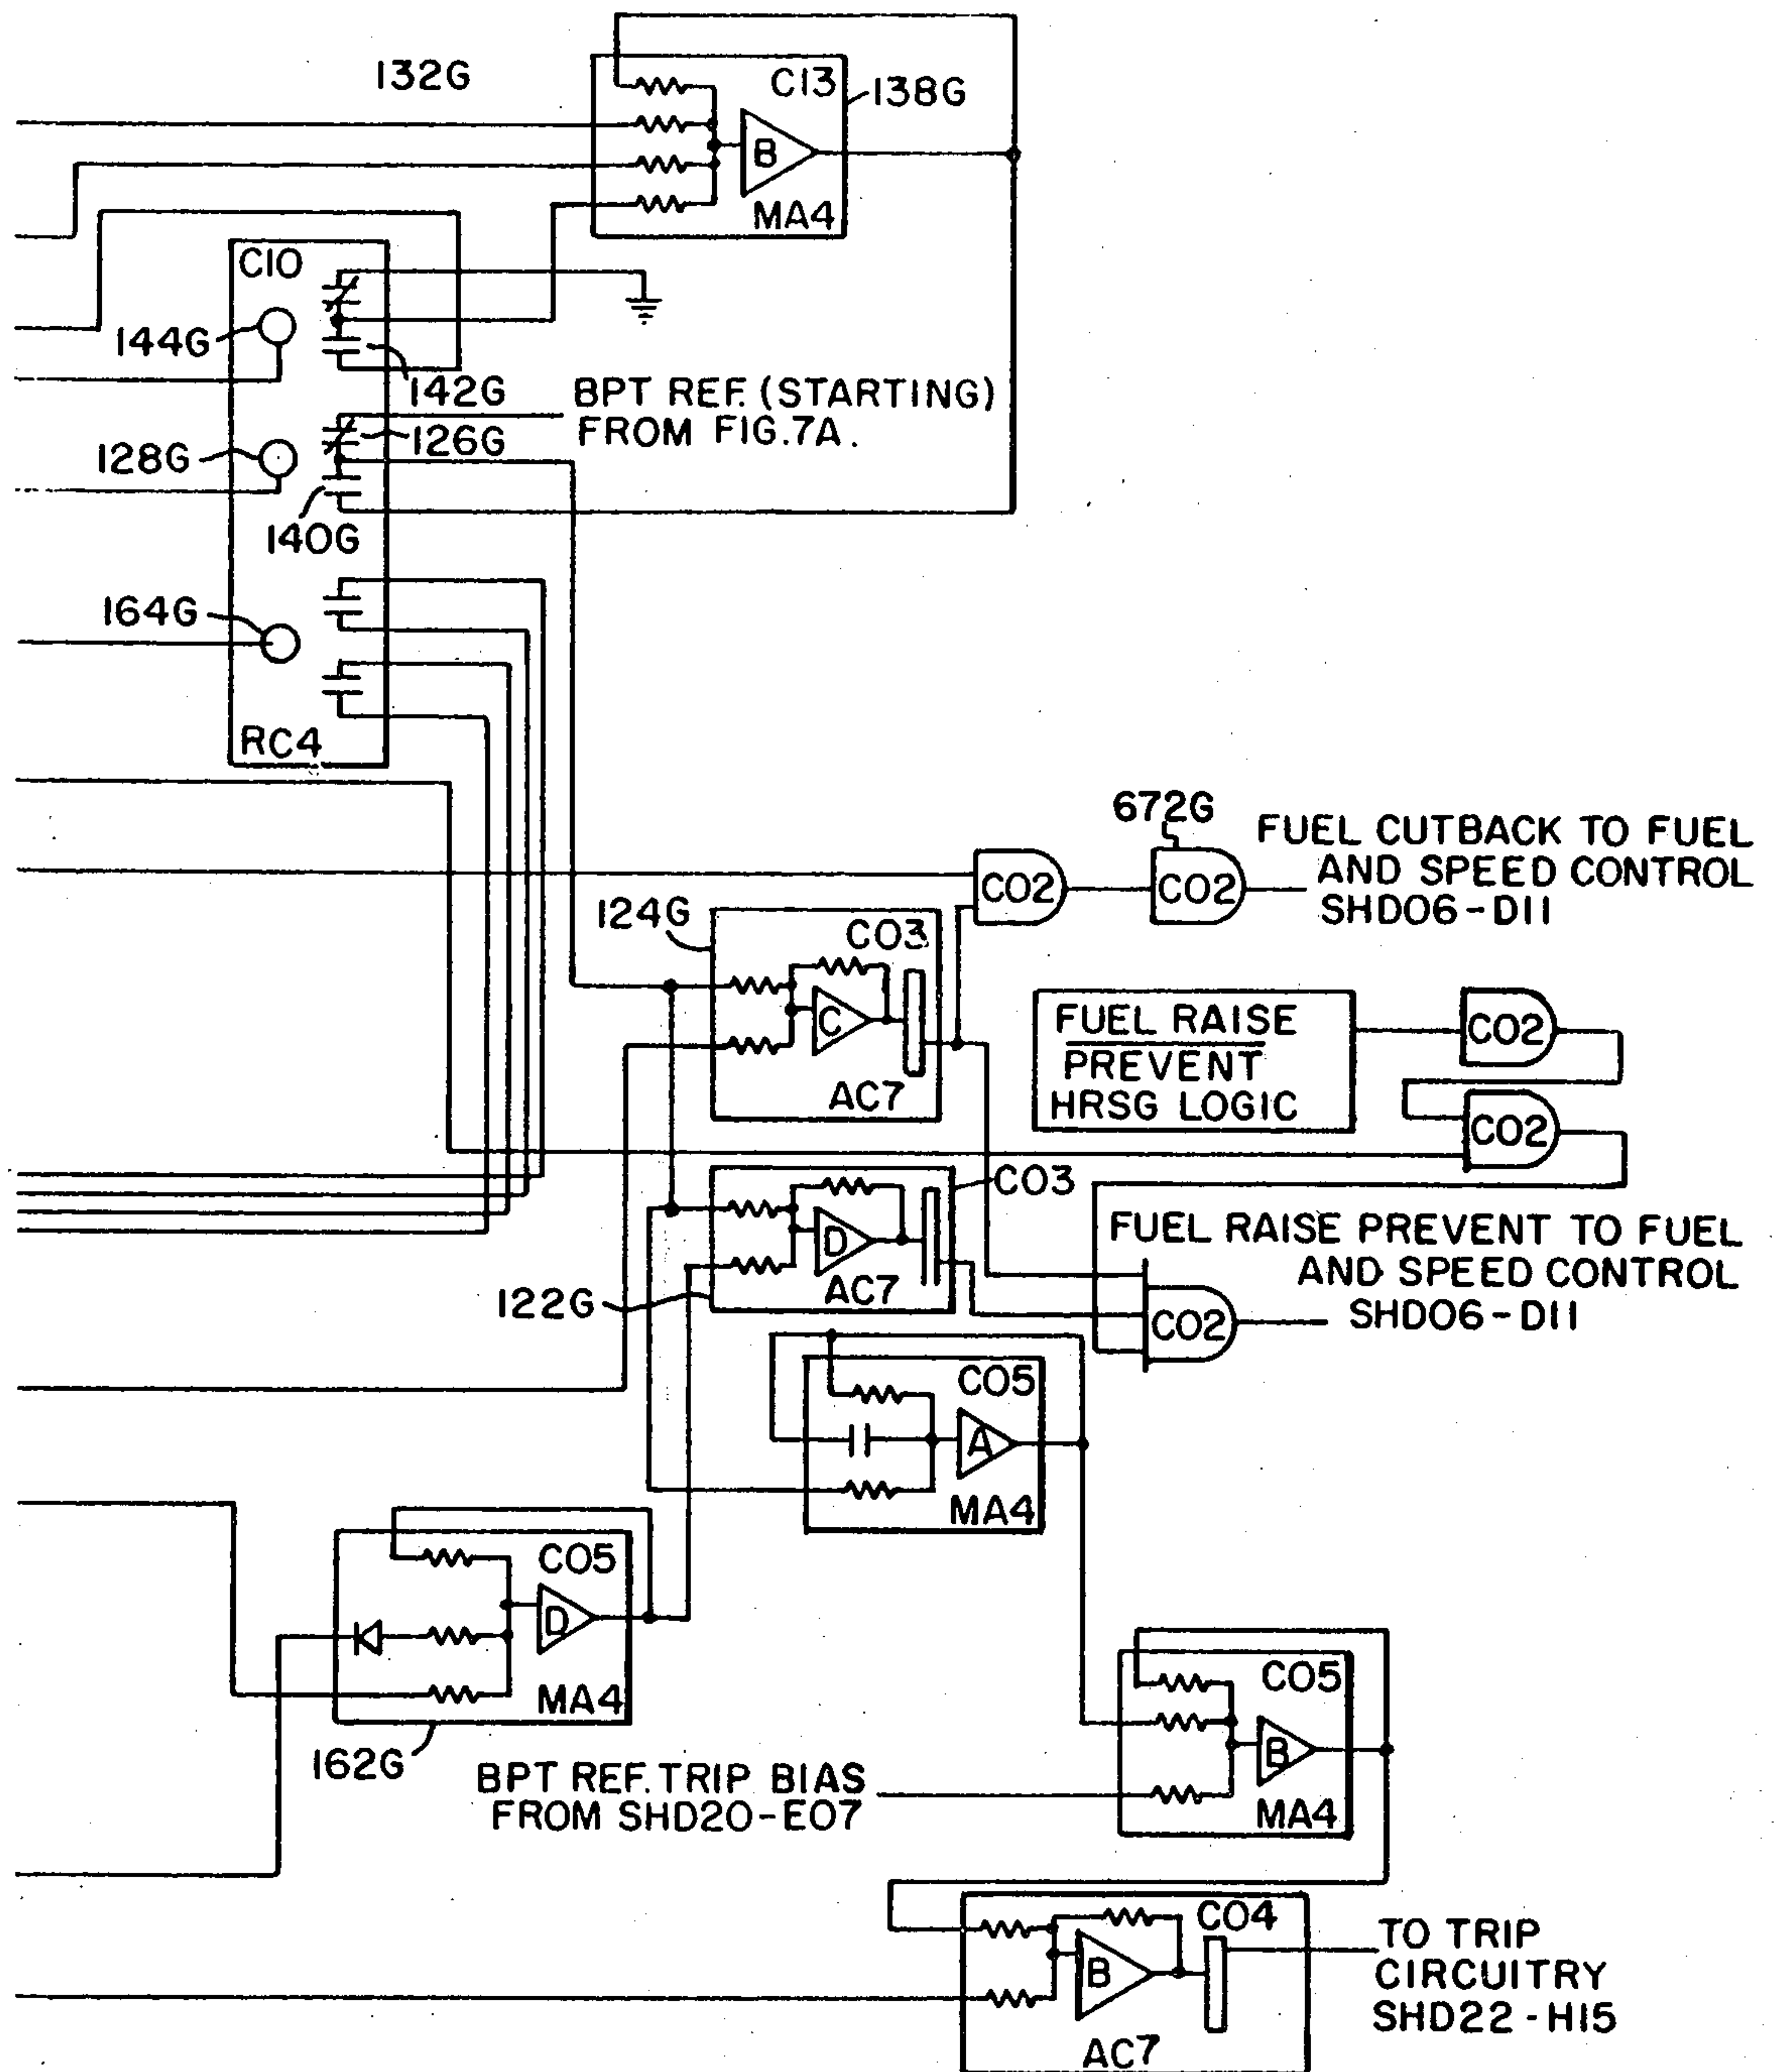 132G
C13
138G
B
MA4
C10
144G
142G
BPT REF. (STARTING)
FROM FIG. 7A.
126G
128G
140G
164G
RC4
672G
FUEL CUTBACK TO FUEL
AND SPEED CONTROL
SHD06-D11
C02
C02
124G
C03
C
AC7
FUEL RAISE
PREVENT
HRSG LOGIC
C02
C02
C03
D
AC7
122G
FUEL RAISE PREVENT TO FUEL
AND SPEED CONTROL
SHD06-D11
C02
C05
A
MA4
C05
D
MA4
162G
C05
B
MA4
BPT REF. TRIP BIAS
FROM SHD20-E07
C04
B
AC7
TO TRIP
CIRCUITRY
SHD22-H15